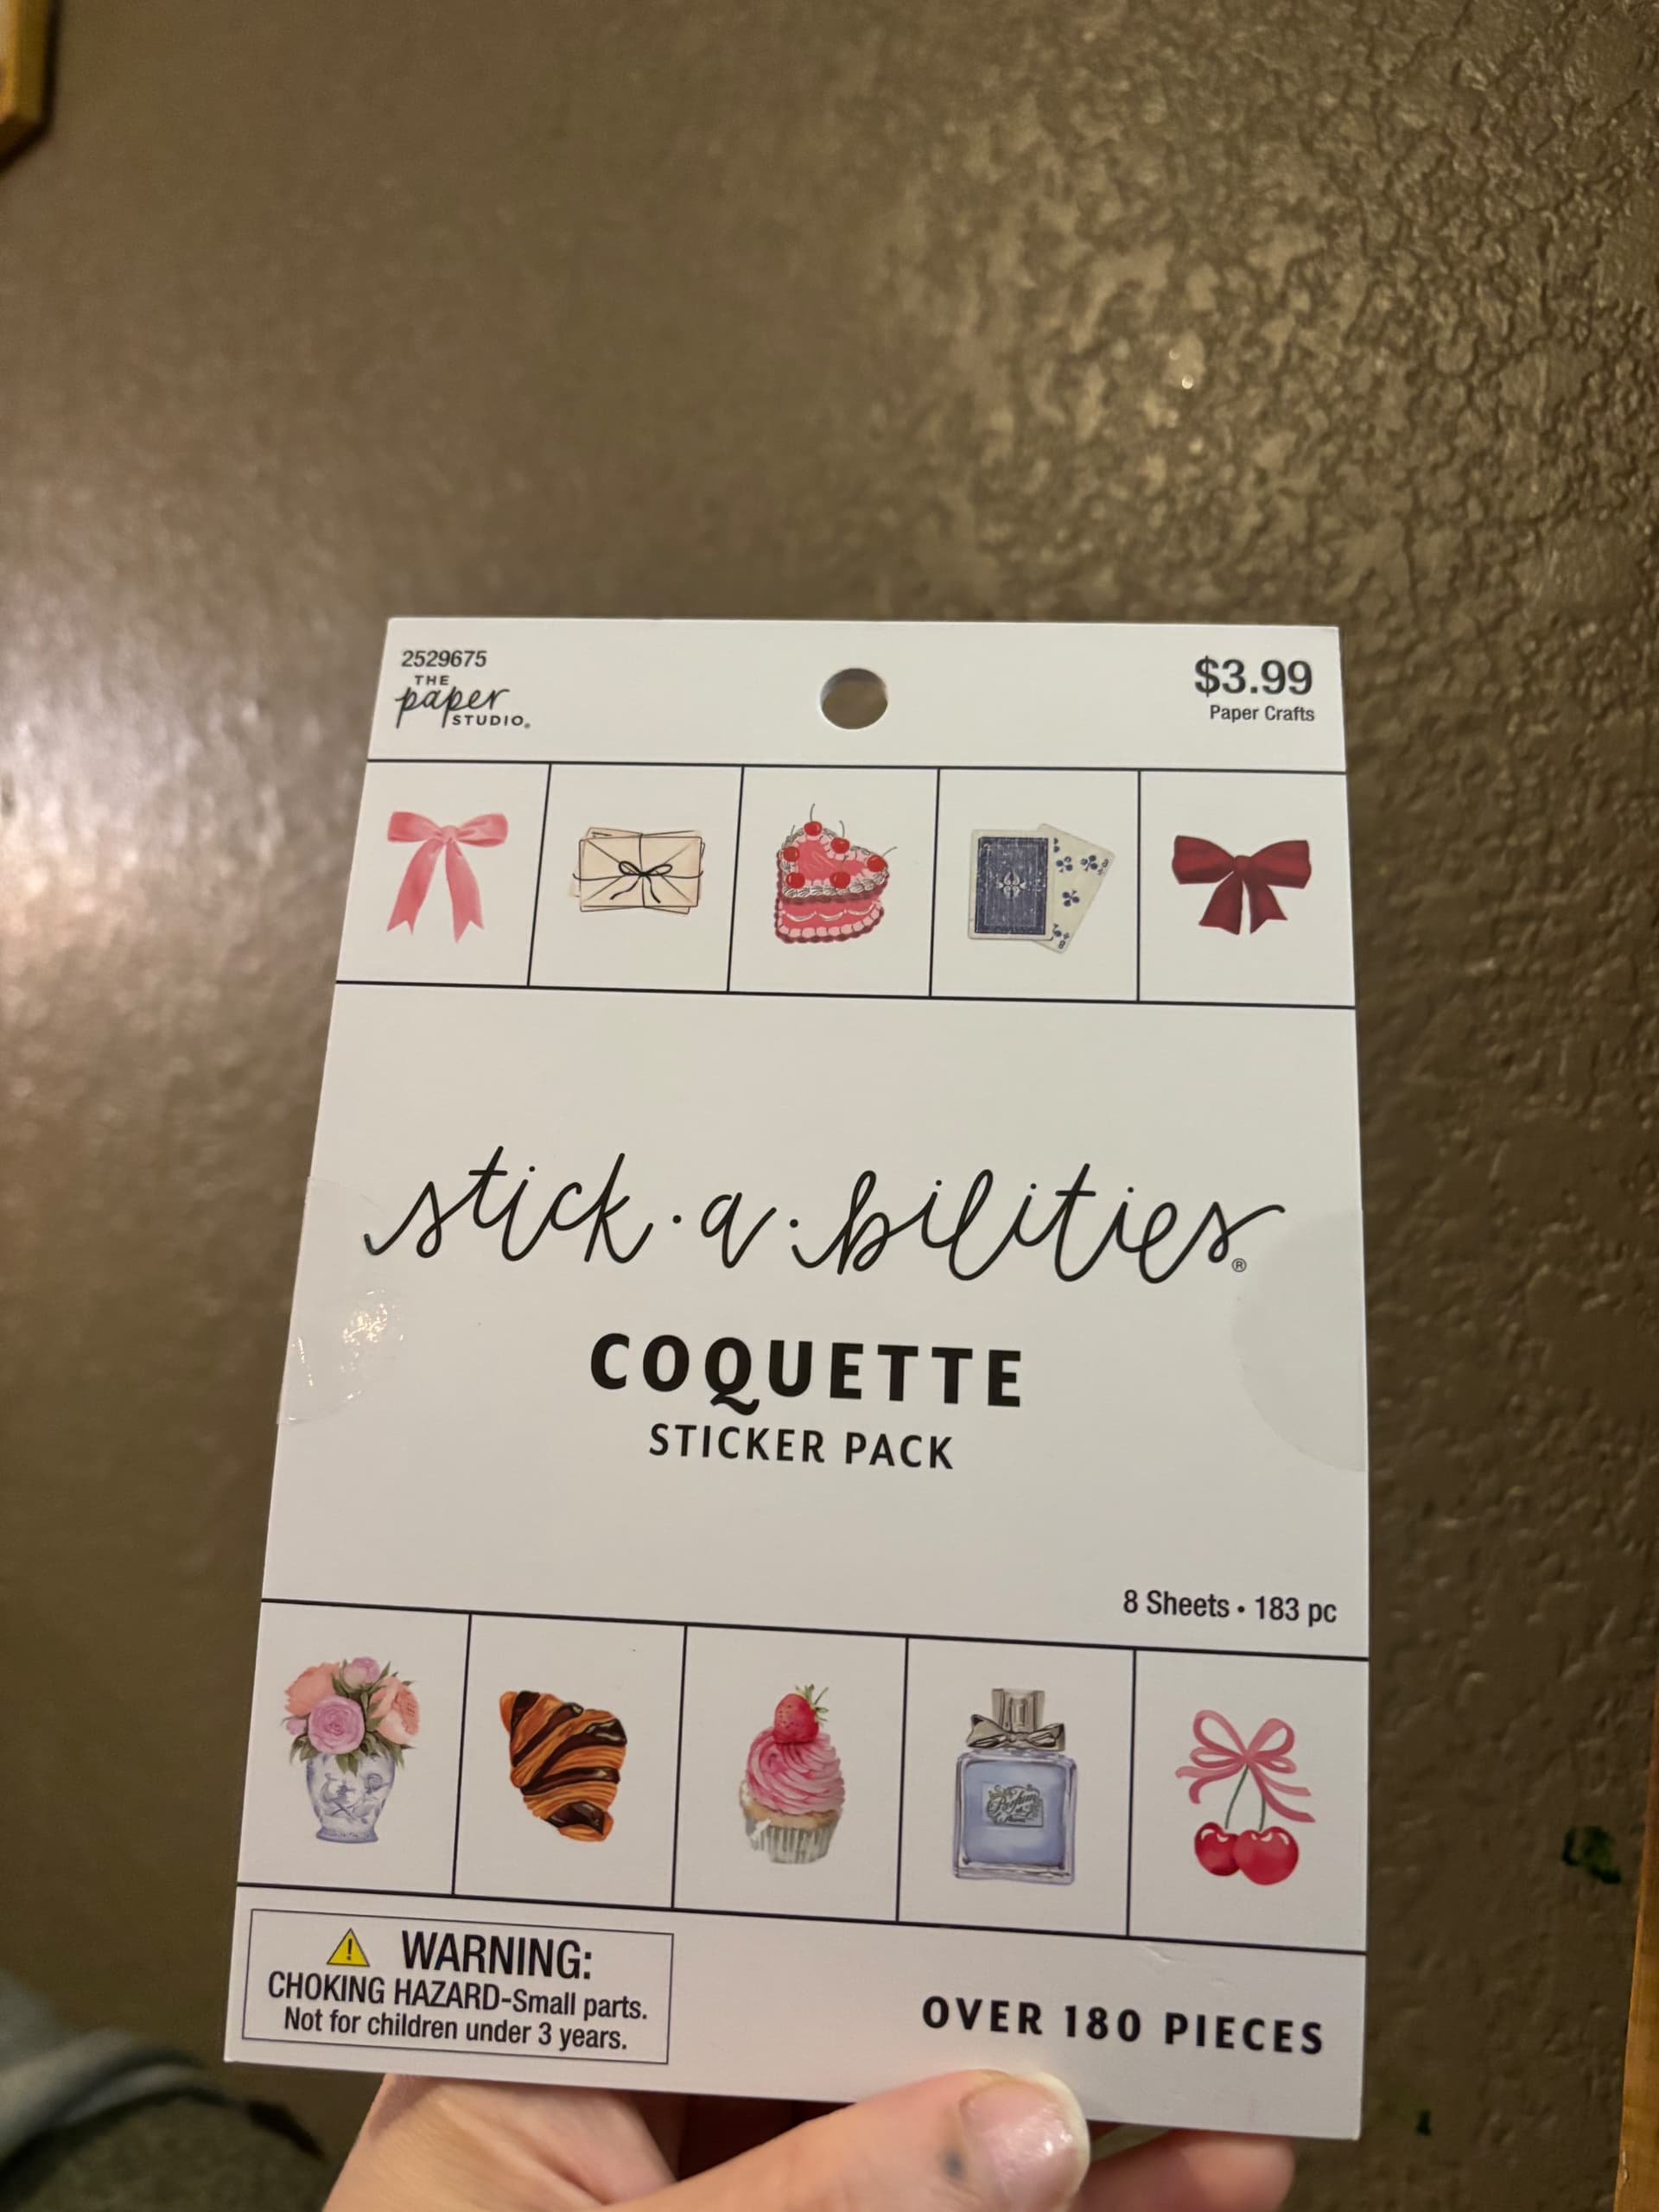 2529675
THE
paper
STUDIO®
$3.99
Paper Crafts
stick·a·bilities®
COQUETTE
STICKER PACK
8 Sheets • 183 pc
Parfum
WARNING:
CHOKING HAZARD-Small parts.
Not for children under 3 years.
OVER 180 PIECES